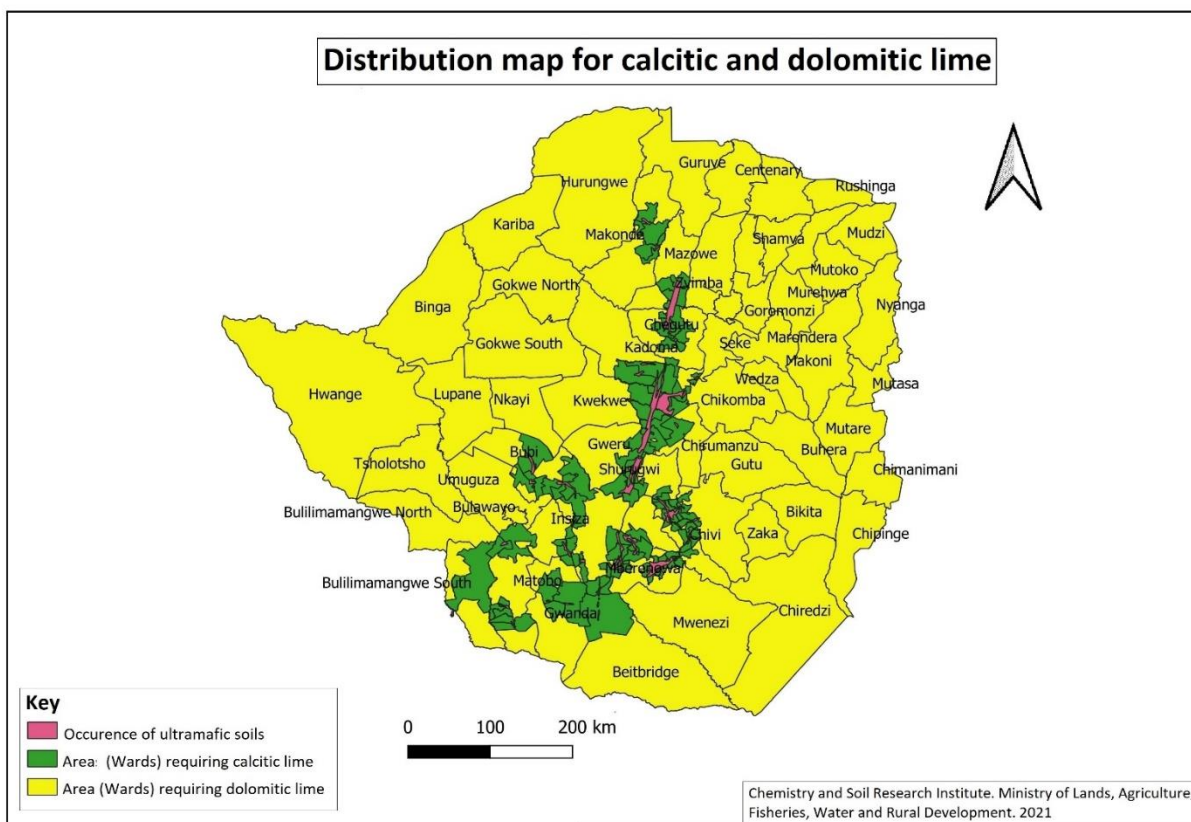 Distribution map for calcitic and dolomitic lime
Guruve
Centenary
Rushinga
Hurungwe
Kariba
Makonde
Shamva
Mudzi
Mazowe
Mutoko
Gokwe North
Zvimba
Murehwa
Binga
Nyanga
Goromonzi
Chegutu
Marondera
Gokwe South
Kadoma
Seke
Makoni
Wedza
Mutasa
Hwange
Lupane
Nkayi
Kwekwe
Chikomba
Mutare
Gweru
Chirumanzu
Bubi
Buhera
Tsholotsho
Shurugwi
Gutu
Chimanimani
Umuguza
Bulilimamangwe North
Bulawayo
Insiza
Bikita
Chivi
Zaka
Chipinge
Mberengwa
Bulilimamangwe South
Matobo
Gwanda
Chiredzi
Mwenezi
Beitbridge
Key
Occurence of ultramafic soils
Area: (Wards) requiring calcitic lime
Area (Wards) requiring dolomitic lime
0 100 200 km
Chemistry and Soil Research Institute. Ministry of Lands, Agriculture
Fisheries, Water and Rural Development. 2021